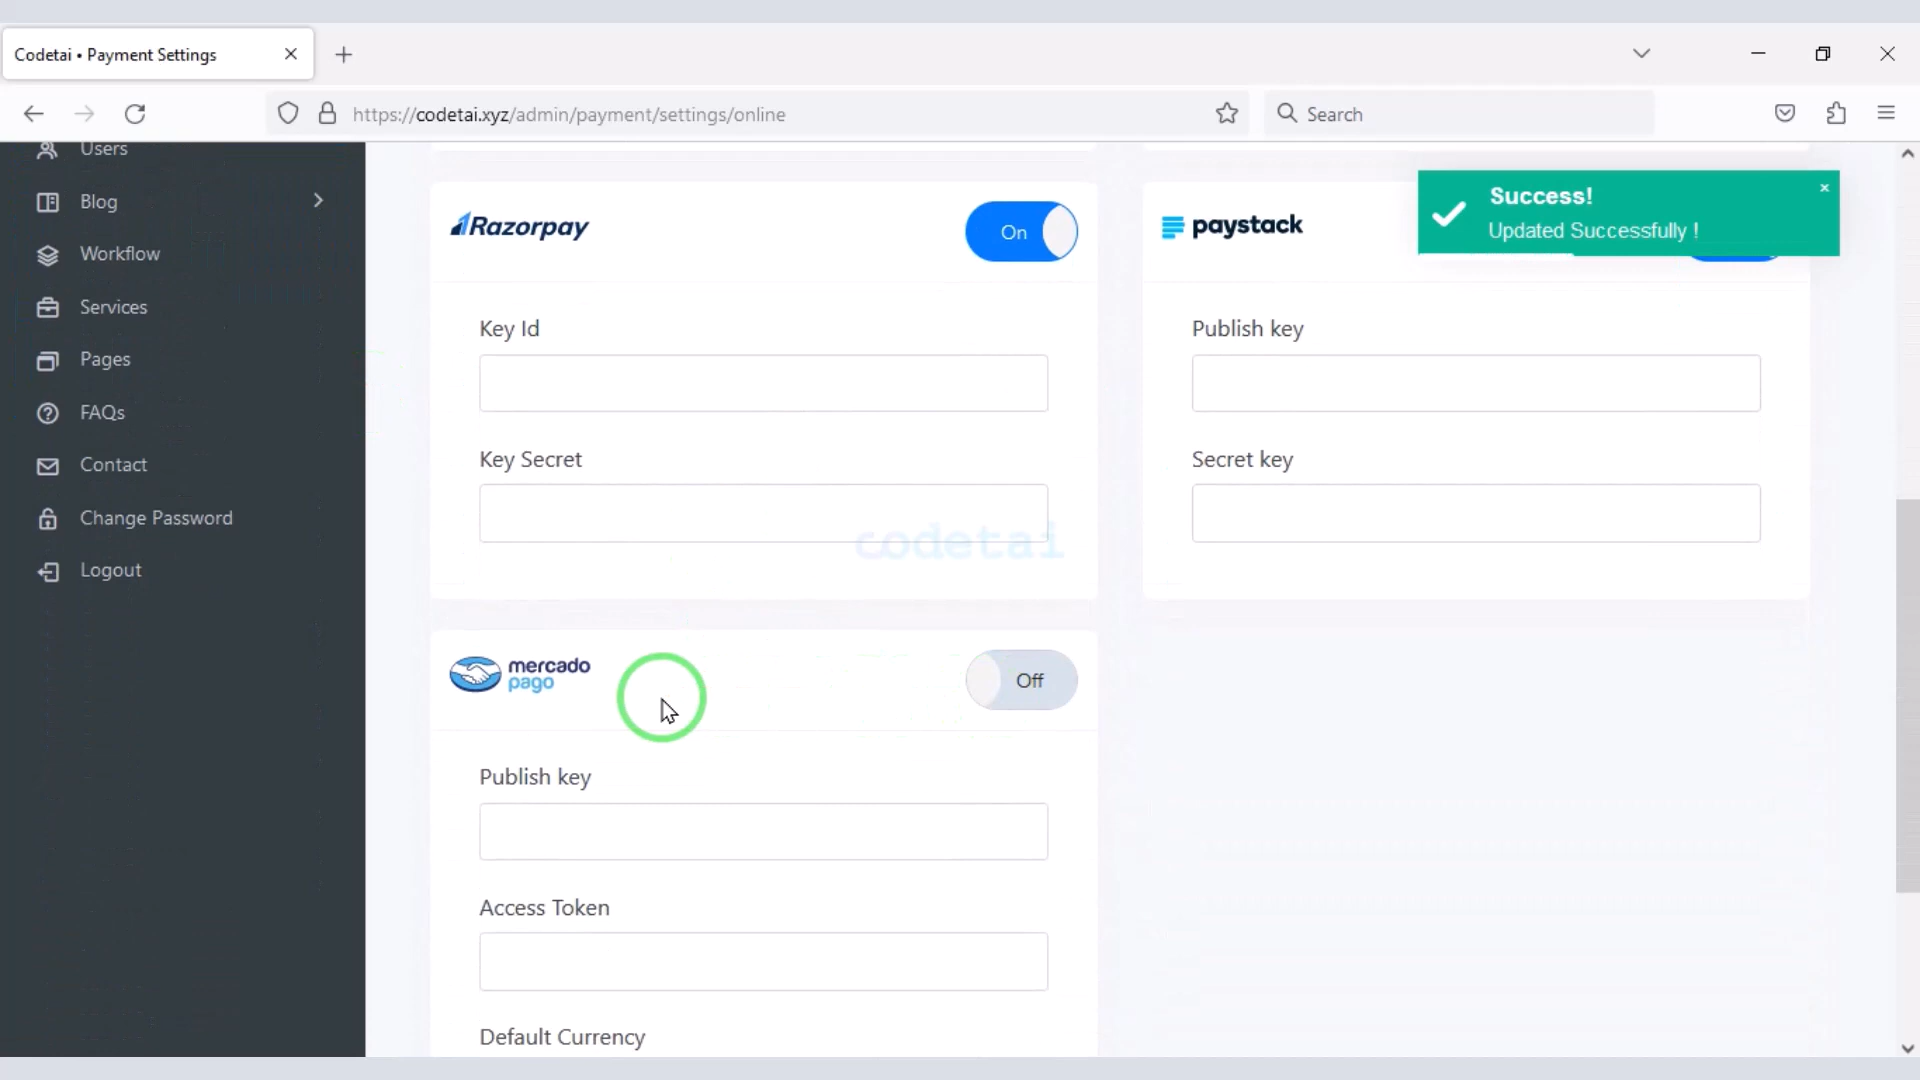 Codetai • Payment Settings
https://codetai.xyz/admin/payment/settings/online
Search
Users
Blog
Workflow
Services
Pages
FAQs
Contact
Change Password
Logout
Razorpay
On
Key Id
Key Secret
paystack
Success!
Updated Successfully !
Publish key
Secret key
codetai
mercado
pago
Off
Publish key
Access Token
Default Currency